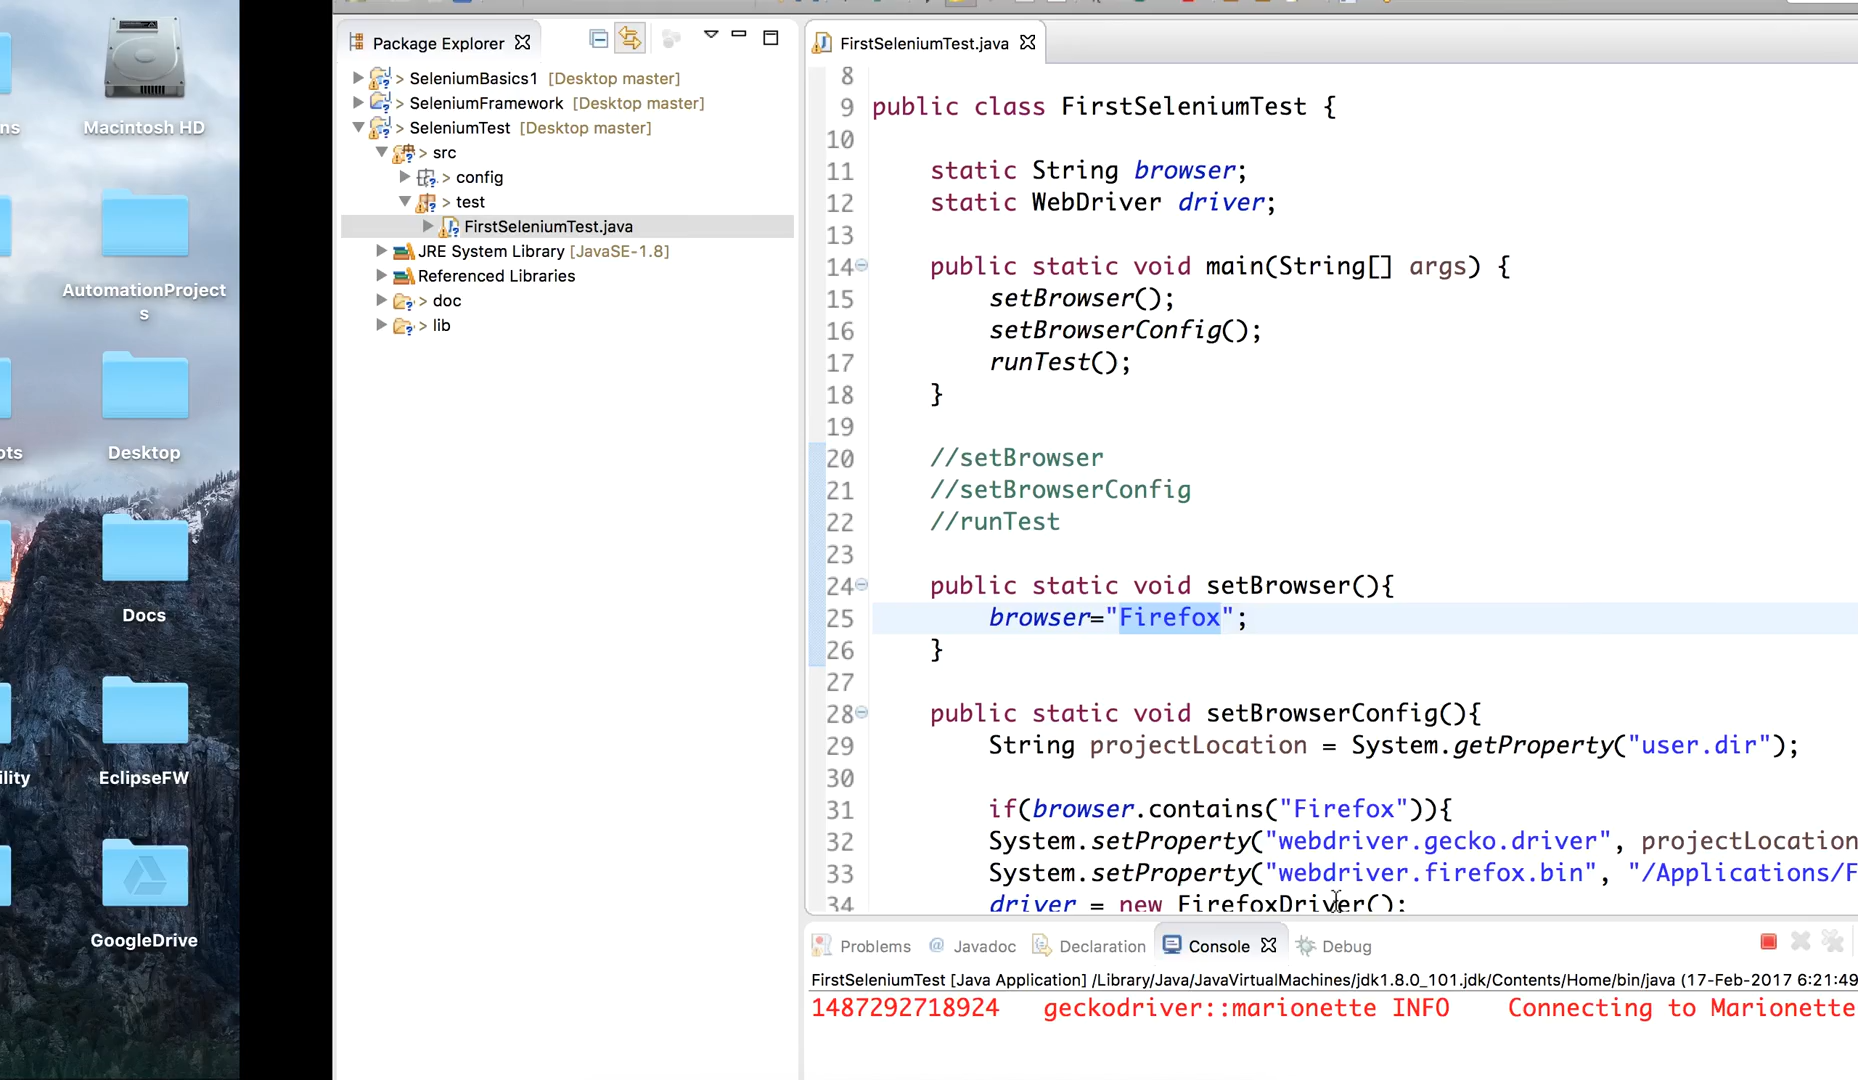 ns
Macintosh HD
AutomationProject
s
ots
Desktop
Docs
ility
EclipseFW
GoogleDrive
Package Explorer
> SeleniumBasics1 [Desktop master]
> SeleniumFramework [Desktop master]
> SeleniumTest [Desktop master]
> src
> config
> test
FirstSeleniumTest.java
JRE System Library [JavaSE-1.8]
Referenced Libraries
> doc
> lib
FirstSeleniumTest.java
8
9 public class FirstSeleniumTest {
10
11 static String browser;
12 static WebDriver driver;
13
14 public static void main(String[] args) {
15 setBrowser();
16 setBrowserConfig();
17 runTest();
18 }
19
20 //setBrowser
21 //setBrowserConfig
22 //runTest
23
24 public static void setBrowser(){
25 browser="Firefox";
26 }
27
28 public static void setBrowserConfig(){
29 String projectLocation = System.getProperty("user.dir");
30
31 if(browser.contains("Firefox")){
32 System.setProperty("webdriver.gecko.driver", projectLocation
33 System.setProperty("webdriver.firefox.bin", "/Applications/F
34 driver = new FirefoxDriver();
Problems @ Javadoc Declaration Console Debug
FirstSeleniumTest [Java Application] /Library/Java/JavaVirtualMachines/jdk1.8.0_101.jdk/Contents/Home/bin/java (17-Feb-2017 6:21:49
1487292718924 geckodriver::marionette INFO Connecting to Marionette